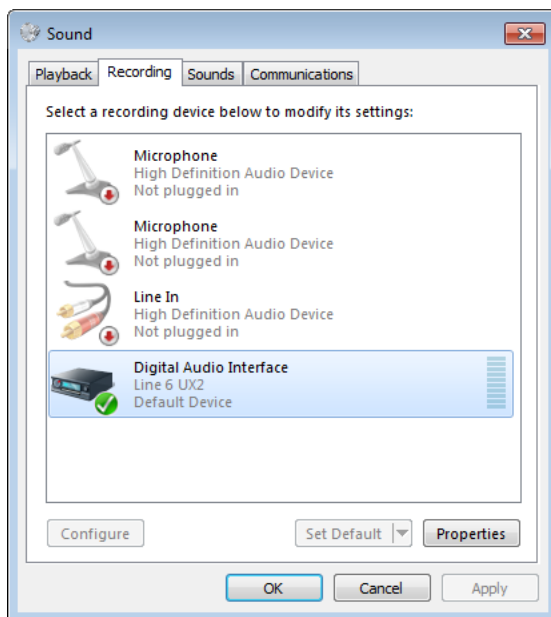 Sound
Playback Recording Sounds Communications
Select a recording device below to modify its settings:
Microphone
High Definition Audio Device
Not plugged in
Microphone
High Definition Audio Device
Not plugged in
Line In
High Definition Audio Device
Not plugged in
Digital Audio Interface
Line 6 UX2
Default Device
Configure Set Default Properties
OK Cancel Apply